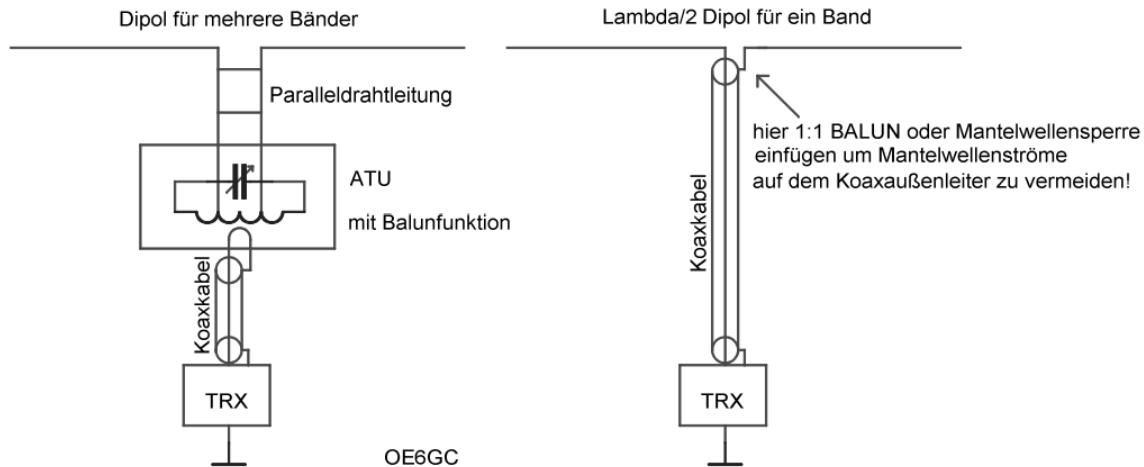 Dipol für mehrere Bänder
Paralleldrahtleitung
ATU
mit Balunfunktion
Koaxkabel
TRX
OE6GC
Lambda/2 Dipol für ein Band
hier 1:1 BALUN oder Mantelwellensperre
einfügen um Mantelwellenströme
auf dem Koaxaußenleiter zu vermeiden!
Koaxkabel
TRX